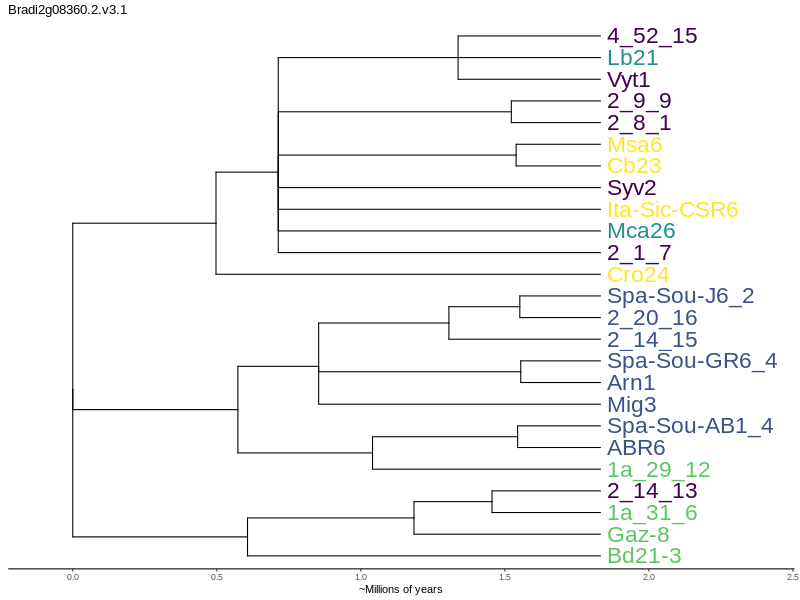 Bradi2g08360.2.v3.1
4_52_15
Lb21
Vyt1
2_9_9
2_8_1
Msa6
Cb23
Syv2
Ita-Sic-CSR6
Mca26
2_1_7
Cro24
Spa-Sou-J6_2
2_20_16
2_14_15
Spa-Sou-GR6_4
Arn1
Mig3
Spa-Sou-AB1_4
ABR6
1a_29_12
2_14_13
1a_31_6
Gaz-8
Bd21-3
0.0 0.5 1.0 1.5 2.0 2.5
~Millions of years